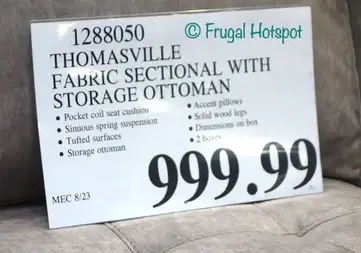 © Frugal Hotspot
1288050
THOMASVILLE
FABRIC SECTIONAL WITH
STORAGE OTTOMAN
• Pocket coil seat cushion
• Sinuous spring suspension
• Tufted surfaces
• Storage ottoman
• Accent pillows
• Solid wood legs
• Dimensions on box
• 2 boxes
MEC 8/23
999.99